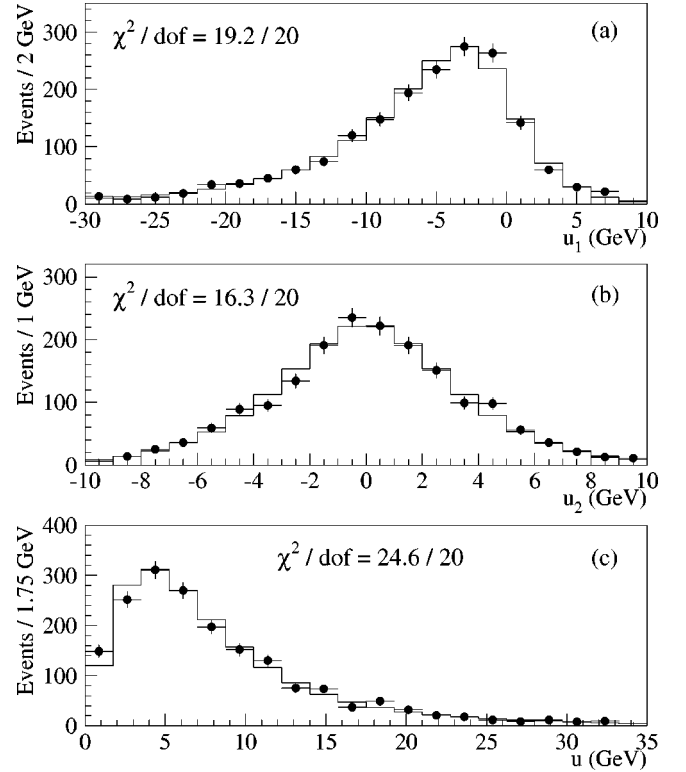 Events / 2 GeV
χ² / dof = 19.2 / 20
(a)
300
200
100
0
-30 -25 -20 -15 -10 -5 0 5 10
u₁ (GeV)
Events / 1 GeV
χ² / dof = 16.3 / 20
(b)
300
200
100
0
-10 -8 -6 -4 -2 0 2 4 6 8 10
u₂ (GeV)
Events / 1.75 GeV
χ² / dof = 24.6 / 20
(c)
400
300
200
100
0
0 5 10 15 20 25 30 35
u (GeV)